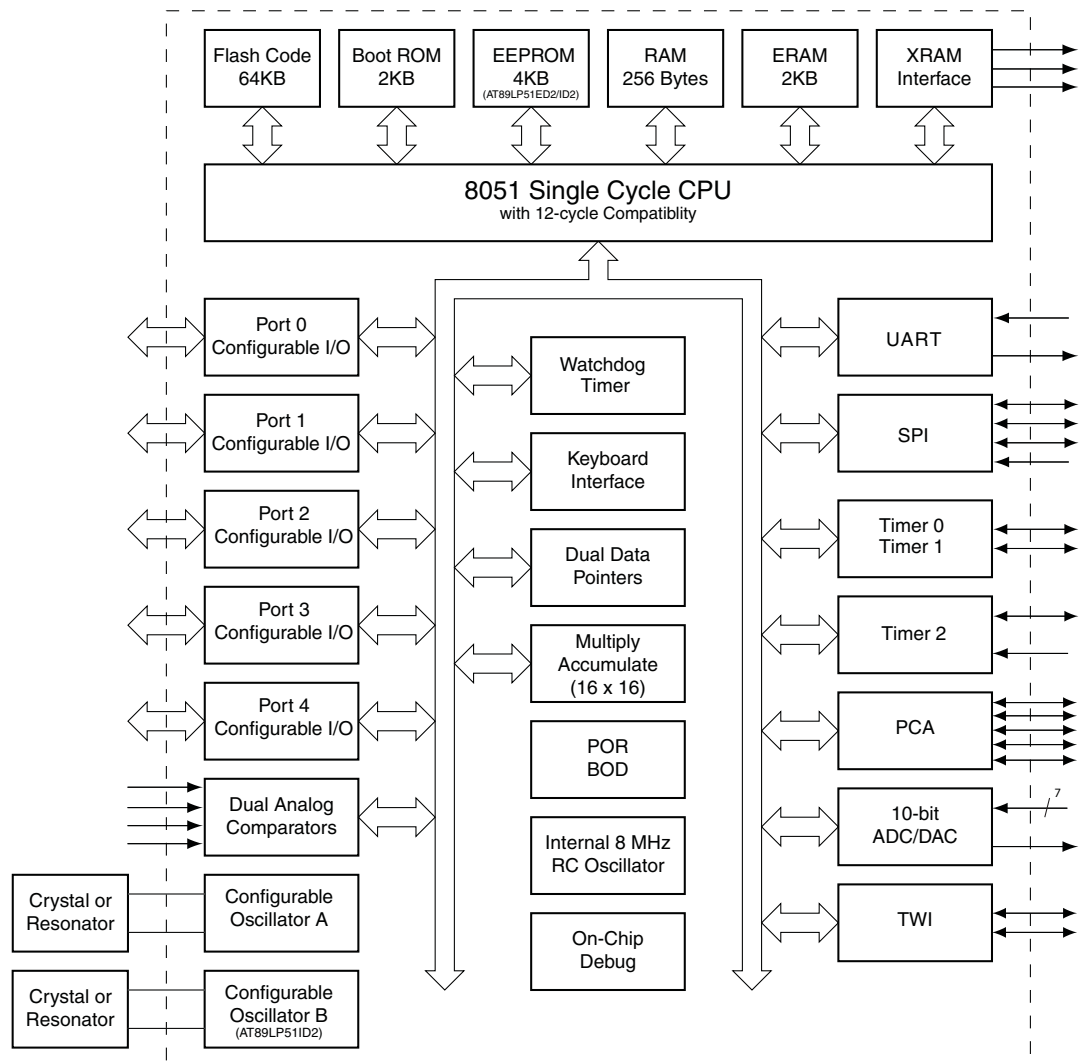 Flash Code
64KB
Boot ROM
2KB
EEPROM
4KB
(AT89LP51ED2/ID2)
RAM
256 Bytes
ERAM
2KB
XRAM
Interface
8051 Single Cycle CPU
with 12-cycle Compatiblity
Port 0
Configurable I/O
Port 1
Configurable I/O
Port 2
Configurable I/O
Port 3
Configurable I/O
Port 4
Configurable I/O
Dual Analog
Comparators
Crystal or
Resonator
Configurable
Oscillator A
Crystal or
Resonator
Configurable
Oscillator B
(AT89LP51ID2)
Watchdog
Timer
Keyboard
Interface
Dual Data
Pointers
Multiply
Accumulate
(16 x 16)
POR
BOD
Internal 8 MHz
RC Oscillator
On-Chip
Debug
UART
SPI
Timer 0
Timer 1
Timer 2
PCA
10-bit
ADC/DAC
7
TWI